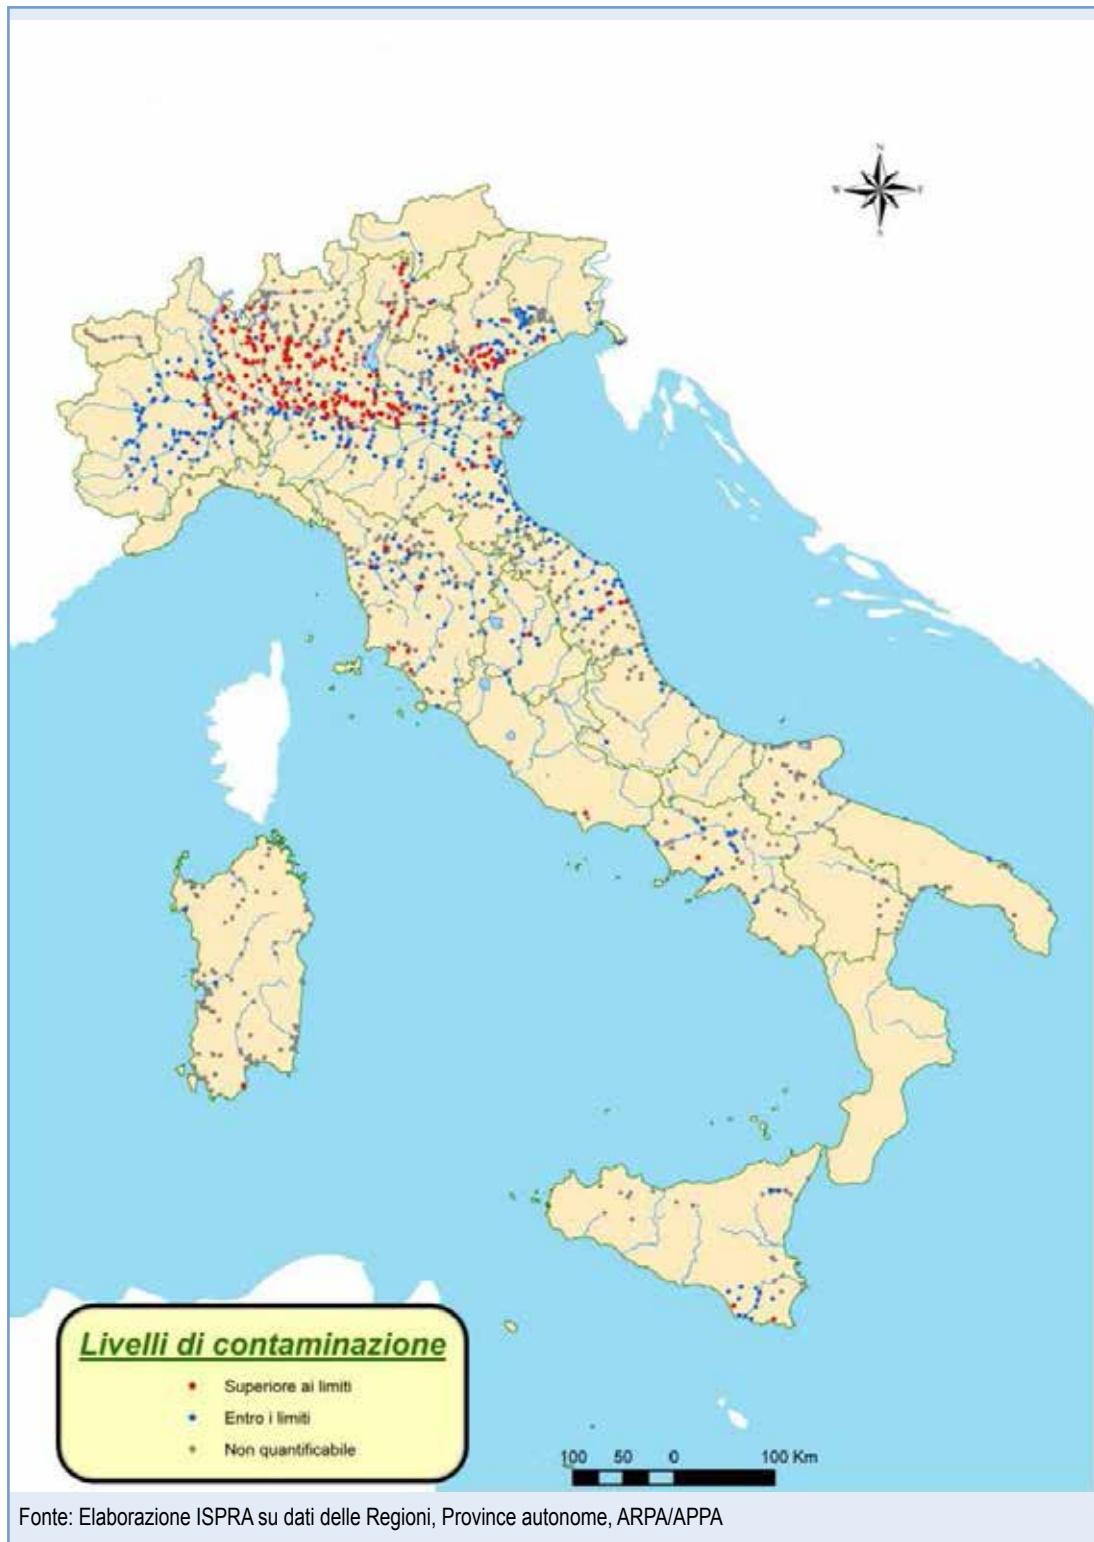 N
W E
S
Livelli di contaminazione
Superiore ai limiti
Entro i limiti
Non quantificabile
100 50 0 100 Km
Fonte: Elaborazione ISPRA su dati delle Regioni, Province autonome, ARPA/APPA